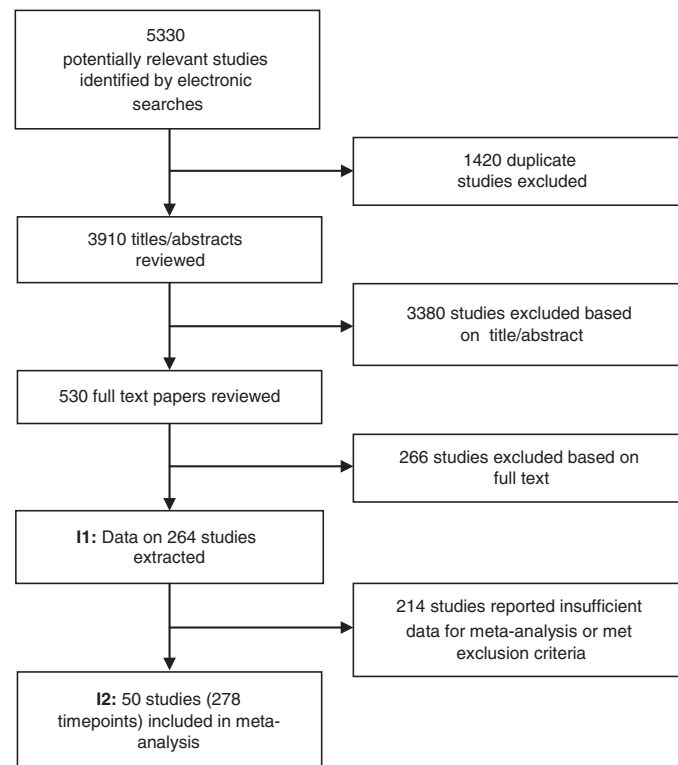 5330
potentially relevant studies
identified by electronic
searches
1420 duplicate
studies excluded
3910 titles/abstracts
reviewed
3380 studies excluded based
on title/abstract
530 full text papers reviewed
266 studies excluded based on
full text
I1: Data on 264 studies
extracted
214 studies reported insufficient
data for meta-analysis or met
exclusion criteria
I2: 50 studies (278
timepoints) included in meta-
analysis